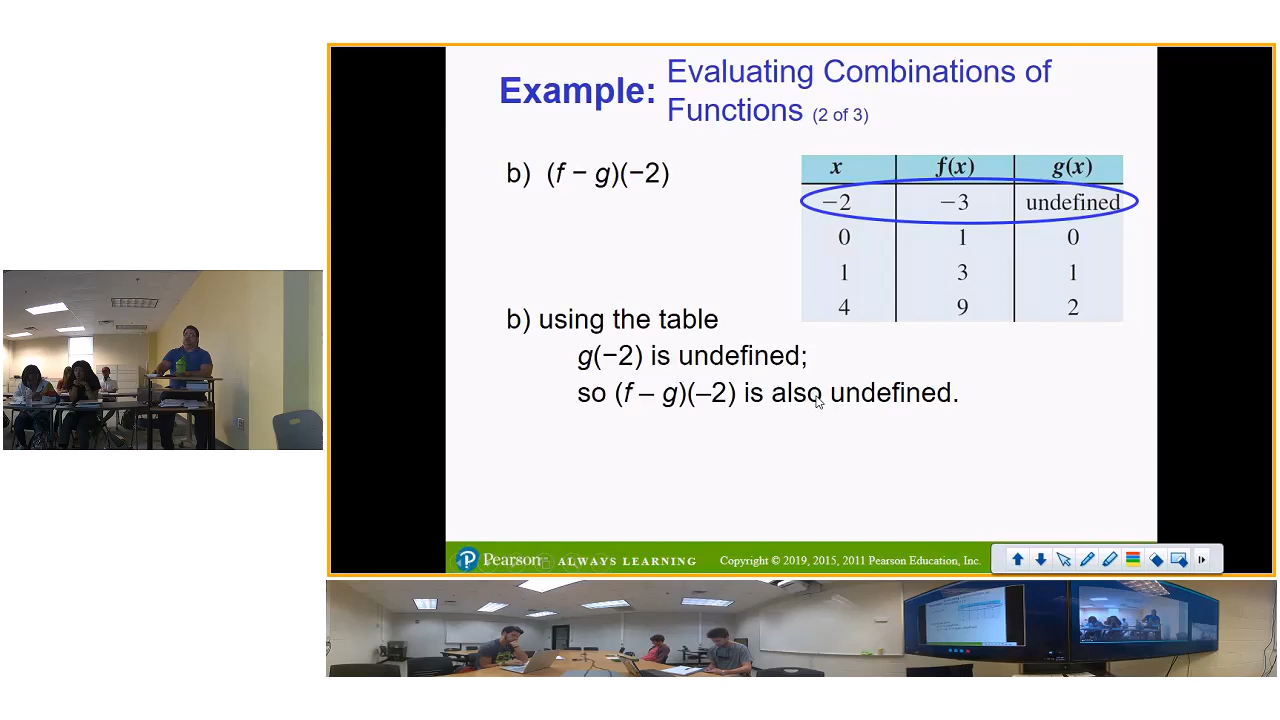 Example: Evaluating Combinations of
Functions (2 of 3)
b) (f − g)(−2)
x f(x) g(x)
−2 −3 undefined
0 1 0
1 3 1
4 9 2
b) using the table
g(−2) is undefined;
so (f – g)(–2) is also undefined.
Pearson ALWAYS LEARNING Copyright © 2019, 2015, 2011 Pearson Education, Inc.